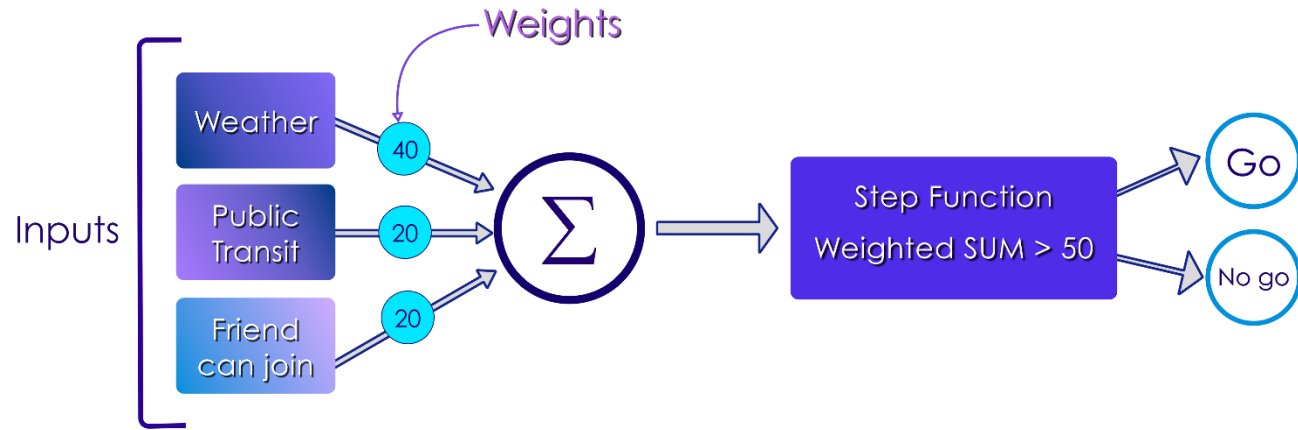 Weights
Inputs
Weather
40
Public
Transit
20
Friend
can join
20
Σ
Step Function
Weighted SUM > 50
Go
No go